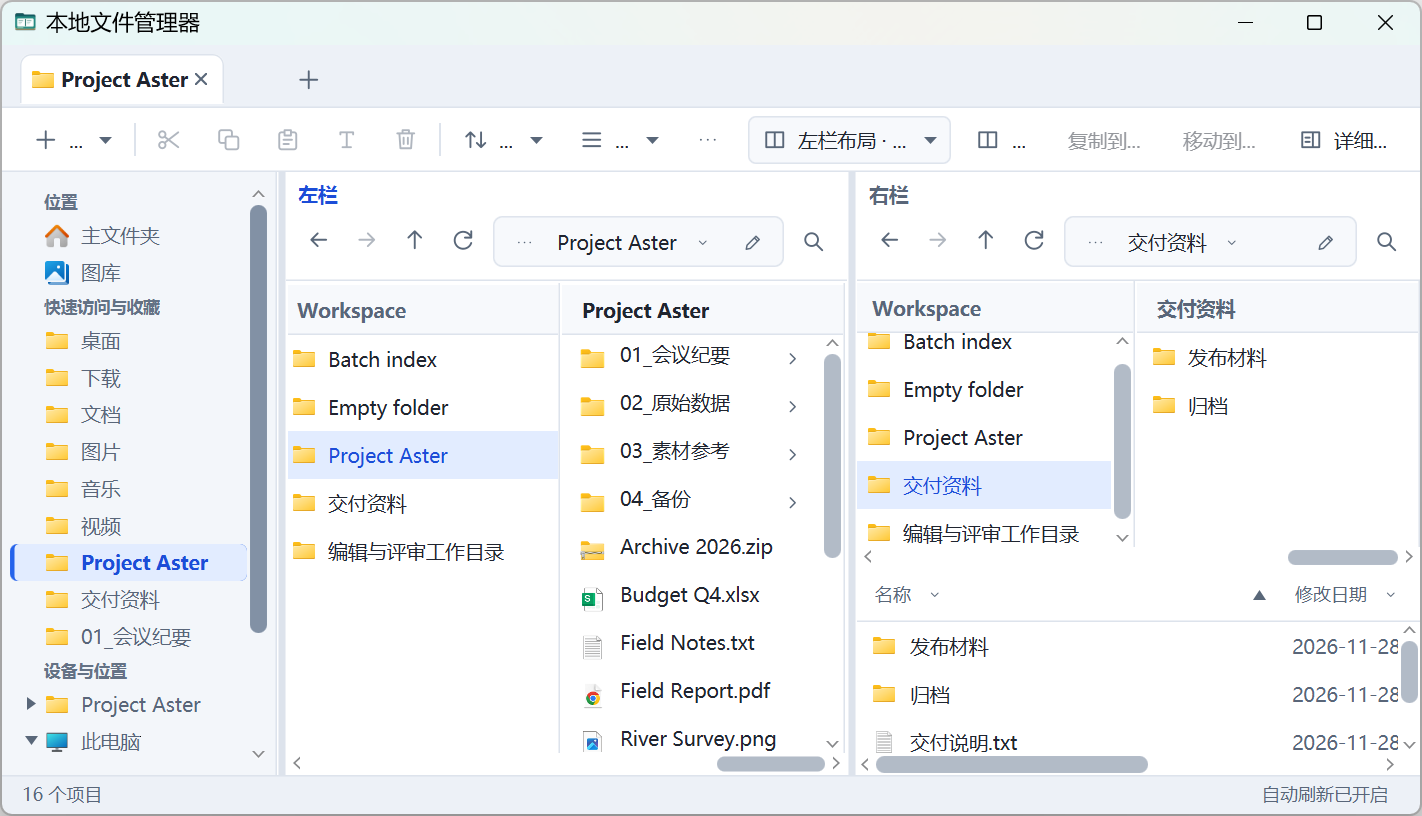 本地文件管理器
Project Aster
...
...
...
左栏布局 · ...
...
复制到...
移动到...
详细...
位置
主文件夹
图库
快速访问与收藏
桌面
下载
文档
图片
音乐
视频
Project Aster
交付资料
01_会议纪要
设备与位置
Project Aster
此电脑
左栏
... Project Aster
Workspace
Batch index
Empty folder
Project Aster
交付资料
编辑与评审工作目录
Project Aster
01_会议纪要
02_原始数据
03_素材参考
04_备份
Archive 2026.zip
Budget Q4.xlsx
Field Notes.txt
Field Report.pdf
River Survey.png
右栏
... 交付资料
Workspace
Batch index
Empty folder
Project Aster
交付资料
编辑与评审工作目录
交付资料
发布材料
归档
名称 修改日期
发布材料 2026-11-28
归档 2026-11-28
交付说明.txt 2026-11-28
16 个项目
自动刷新已开启